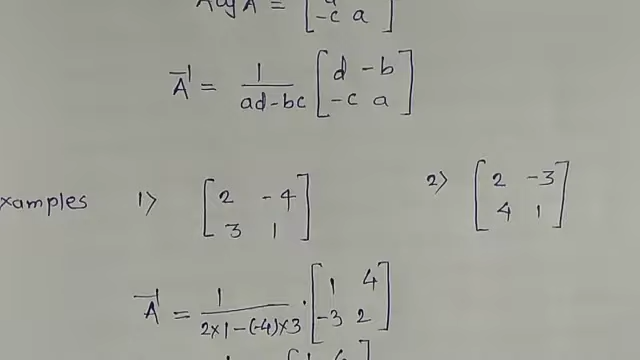 Adj A = [
-c a ]
A⁻¹ = 1/(ad-bc) [ d -b
-c a ]
xamples 1) [ 2 -4
3 1 ]
2) [ 2 -3
4 1 ]
A⁻¹ = 1/(2×1-(-4)×3) · [ 1 4
-3 2 ]